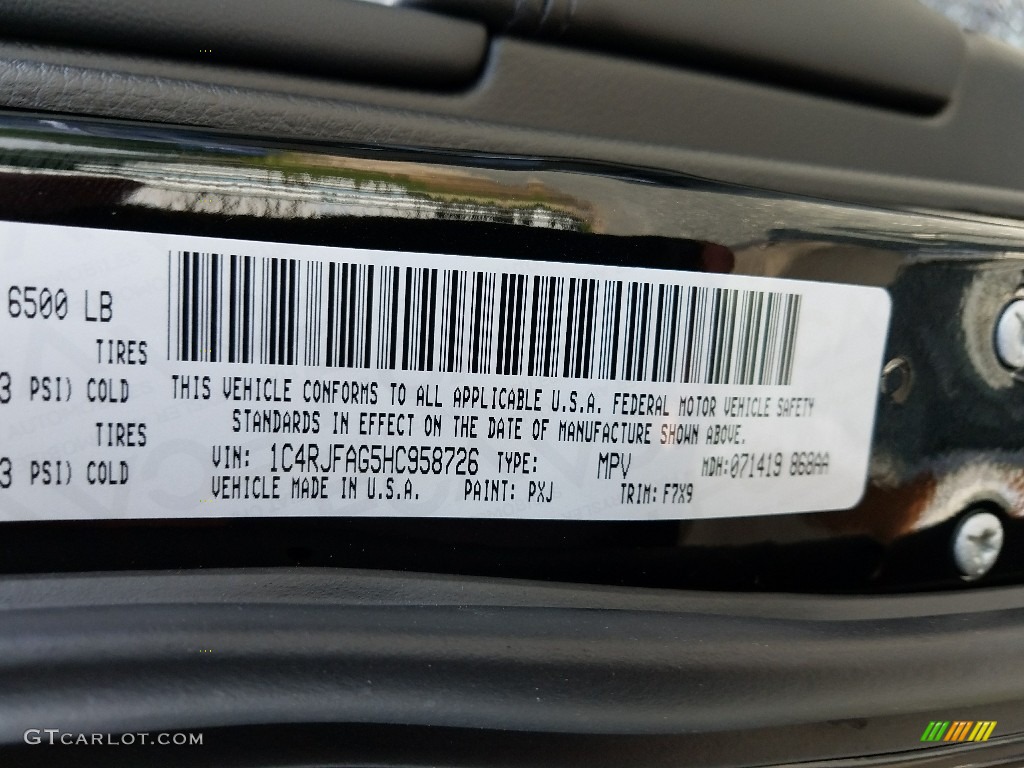 6500 LB
TIRES
3 PSI) COLD
TIRES
3 PSI) COLD
THIS VEHICLE CONFORMS TO ALL APPLICABLE U.S.A. FEDERAL MOTOR VEHICLE SAFETY
STANDARDS IN EFFECT ON THE DATE OF MANUFACTURE SHOWN ABOVE.
VIN: 1C4RJFAG5HC958726 TYPE: MPV MDH:071419 868AA
VEHICLE MADE IN U.S.A. PAINT: PXJ TRIM: F7X9
GTCARLOT.COM